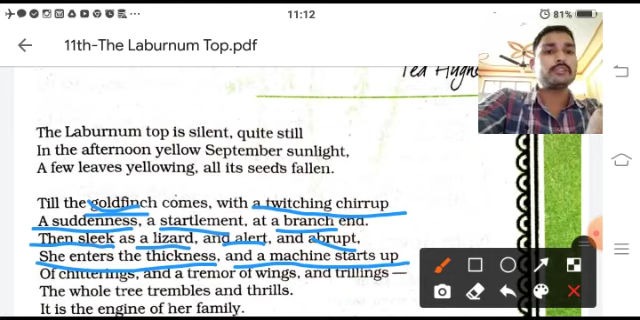 11:12
81%
11th-The Laburnum Top.pdf
Ted Hughe
The Laburnum top is silent, quite still
In the afternoon yellow September sunlight,
A few leaves yellowing, all its seeds fallen.
Till the goldfinch comes, with a twitching chirrup
A suddenness, a startlement, at a branch end.
Then sleek as a lizard, and alert, and abrupt,
She enters the thickness, and a machine starts up
Of chitterings, and a tremor of wings, and trillings —
The whole tree trembles and thrills.
It is the engine of her family.